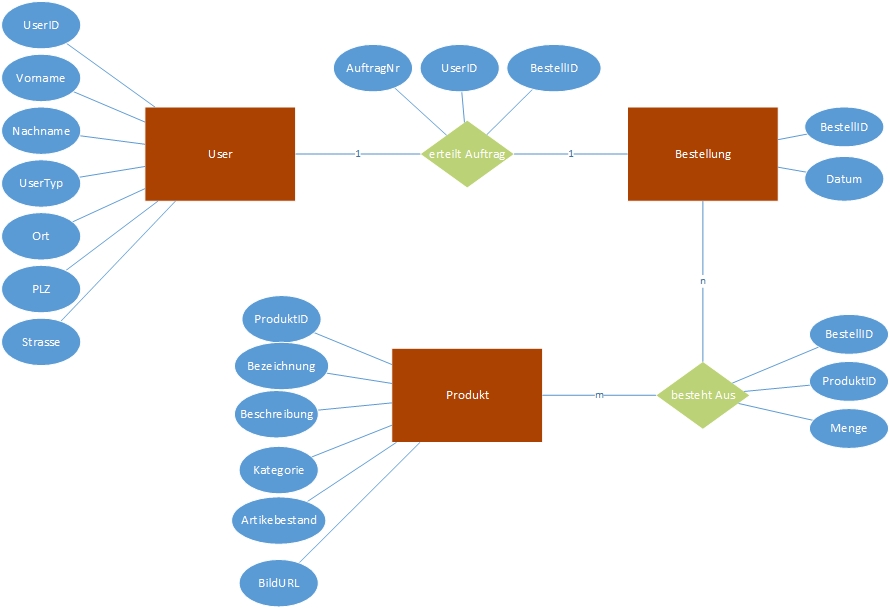 UserID
Vorname
Nachname
UserTyp
Ort
PLZ
Strasse
User
1
AuftragNr
UserID
BestellID
erteilt Auftrag
1
Bestellung
BestellID
Datum
n
ProduktID
Bezeichnung
Beschreibung
Kategorie
Artikebestand
BildURL
Produkt
m
besteht Aus
BestellID
ProduktID
Menge